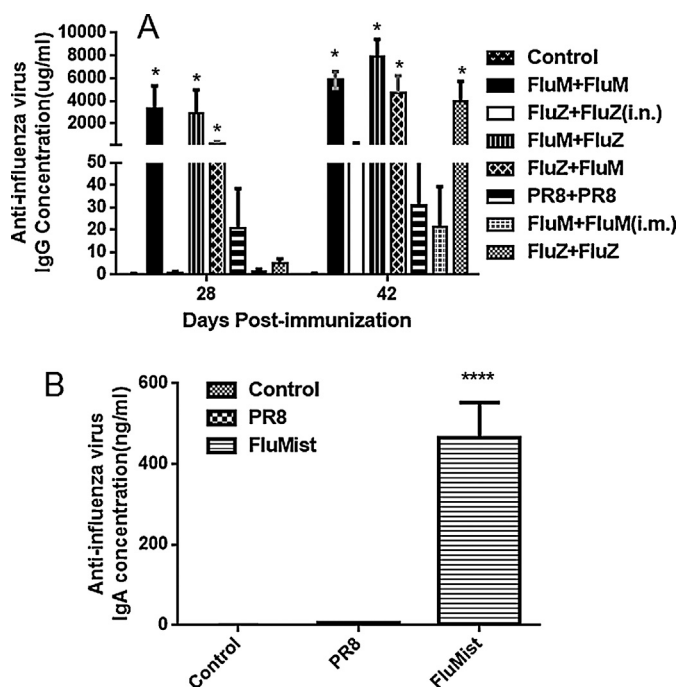 A
Anti-influenza virus
IgG Concentration(ug/ml)
10000
8000
6000
4000
2000
50
40
30
20
10
0
* * * * * * *
28
42
Days Post-immunization
Control
FluM+FluM
FluZ+FluZ(i.n.)
FluM+FluZ
FluZ+FluM
PR8+PR8
FluM+FluM(i.m.)
FluZ+FluZ
B
Anti-influenza virus
IgA concentration(ng/ml)
600
400
200
0
Control
PR8
FluMist
****
Control
PR8
FluMist